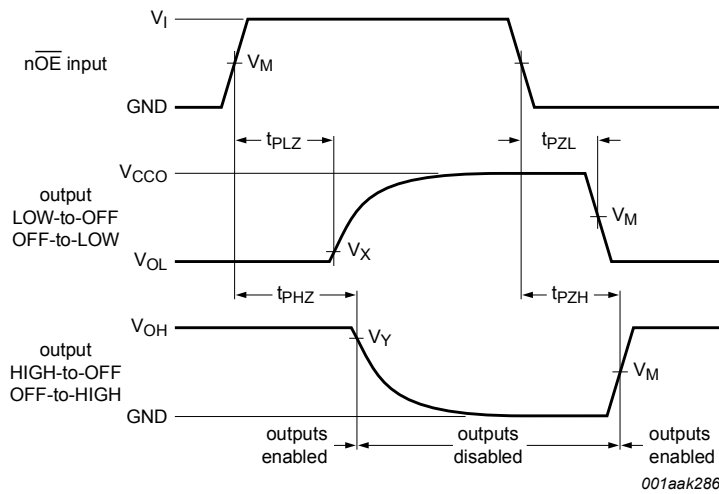 VI
nOE input
VM
GND
tPLZ
tPZL
VCCO
output
LOW-to-OFF
OFF-to-LOW
VM
VX
VOL
tPHZ
tPZH
VOH
VY
output
HIGH-to-OFF
OFF-to-HIGH
VM
GND
outputs
enabled
outputs
disabled
outputs
enabled
001aak286